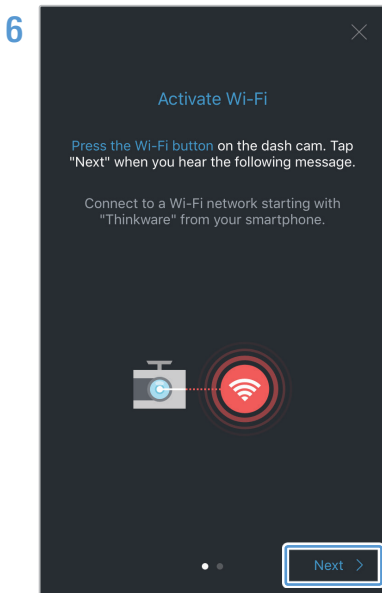 6
Activate Wi-Fi
Press the Wi-Fi button on the dash cam. Tap
"Next" when you hear the following message.
Connect to a Wi-Fi network starting with
"Thinkware" from your smartphone.
Next >